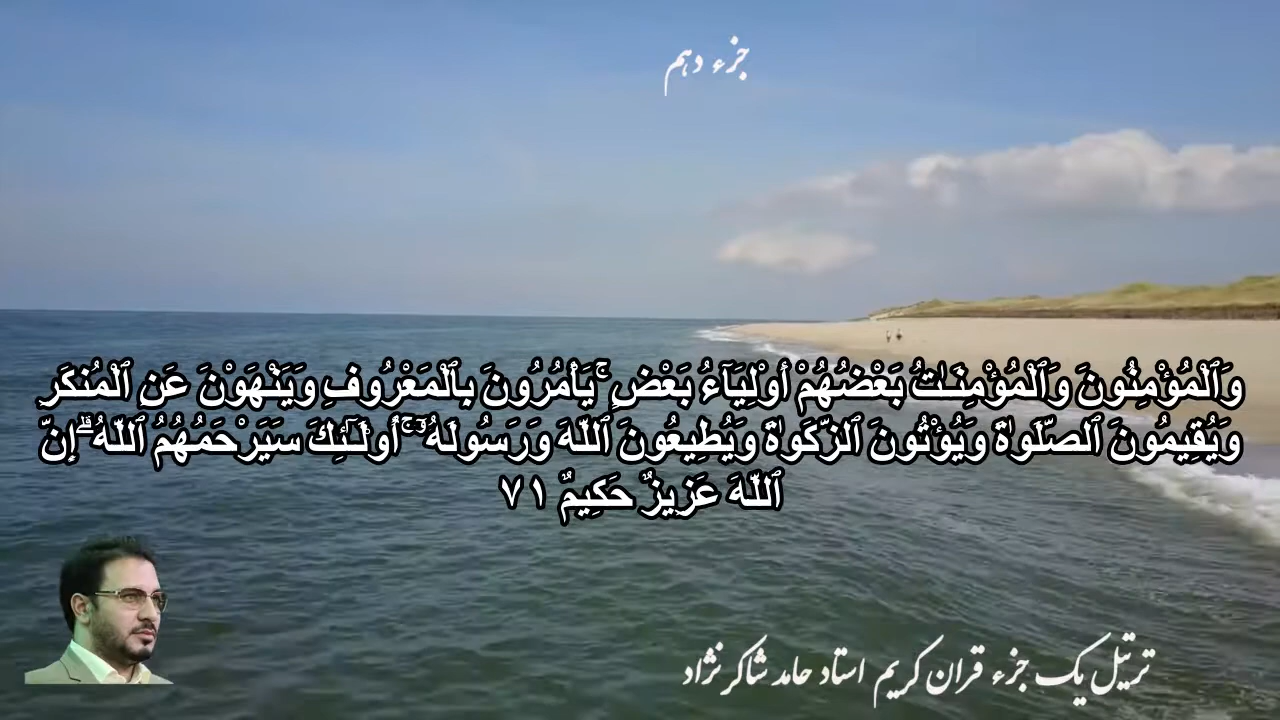 جزء دهم
وَٱلْمُؤْمِنُونَ وَٱلْمُؤْمِنَـٰتُ بَعْضُهُمْ أَوْلِيَآءُ بَعْضٍ ۚ يَأْمُرُونَ بِٱلْمَعْرُوفِ وَيَنْهَوْنَ عَنِ ٱلْمُنكَرِ
وَيُقِيمُونَ ٱلصَّلَوٰةَ وَيُؤْتُونَ ٱلزَّكَوٰةَ وَيُطِيعُونَ ٱللَّهَ وَرَسُولَهُۥٓ ۚ أُو۟لَـٰٓئِكَ سَيَرْحَمُهُمُ ٱللَّهُ ۗ إِنَّ
ٱللَّهَ عَزِيزٌ حَكِيمٌ ٧١
ترتیل یک جزء قران کریم استاد حامد شاکرنژاد